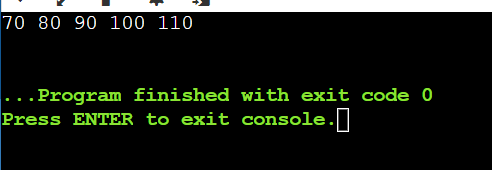 70 80 90 100 110
...Program finished with exit code 0
Press ENTER to exit console.